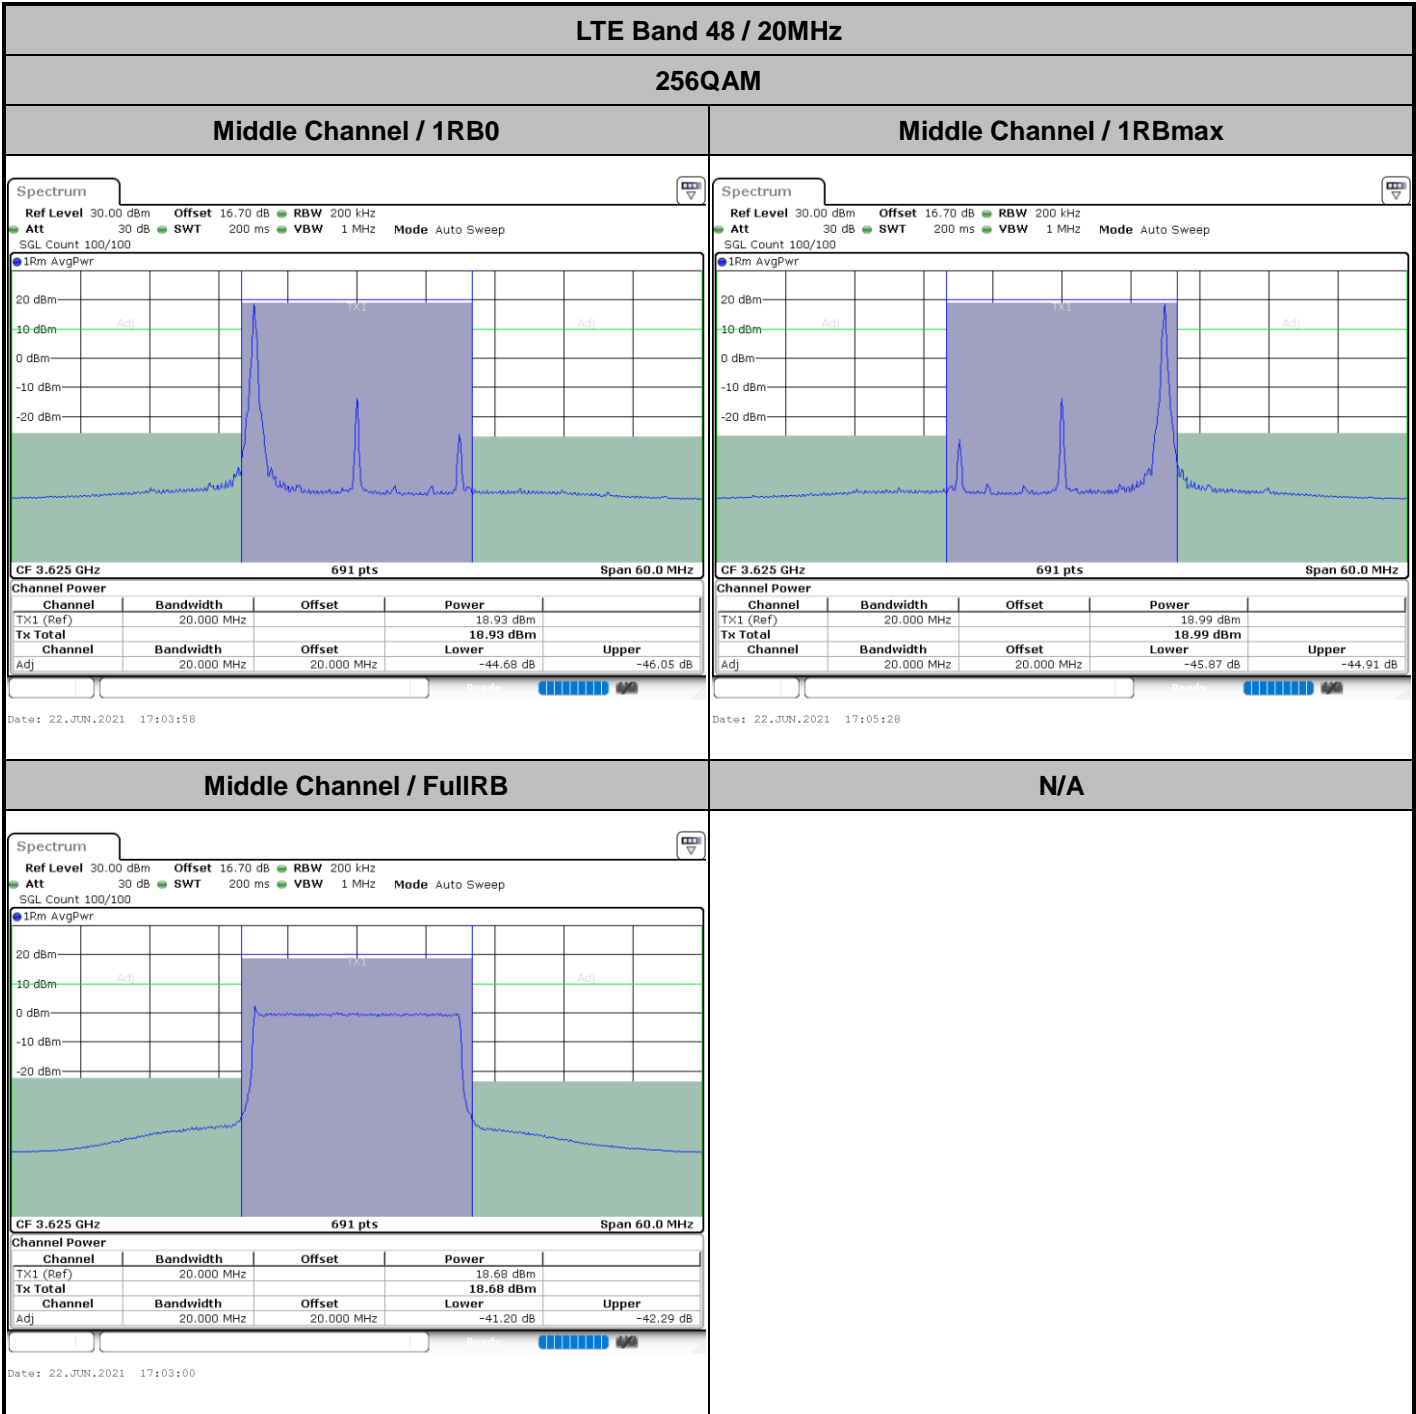 LTE Band 48 / 20MHz
256QAM
Middle Channel / 1RB0
Middle Channel / 1RBmax
Spectrum
Ref Level 30.00 dBm Offset 16.70 dB RBW 200 kHz
Att 30 dB SWT 200 ms VBW 1 MHz Mode Auto Sweep
SGL Count 100/100
1Rm AvgPwr
20 dBm
10 dBm
0 dBm
-10 dBm
-20 dBm
Adj
TX1
Adj
CF 3.625 GHz 691 pts Span 60.0 MHz
Channel Power
Channel Bandwidth Offset Power
TX1 (Ref) 20.000 MHz 18.93 dBm
Tx Total 18.93 dBm
Channel Bandwidth Offset Lower Upper
Adj 20.000 MHz 20.000 MHz -44.68 dB -46.05 dB
Ready
Date: 22.JUN.2021 17:03:58
Spectrum
Ref Level 30.00 dBm Offset 16.70 dB RBW 200 kHz
Att 30 dB SWT 200 ms VBW 1 MHz Mode Auto Sweep
SGL Count 100/100
1Rm AvgPwr
20 dBm
10 dBm
0 dBm
-10 dBm
-20 dBm
Adj
TX1
Adj
CF 3.625 GHz 691 pts Span 60.0 MHz
Channel Power
Channel Bandwidth Offset Power
TX1 (Ref) 20.000 MHz 18.99 dBm
Tx Total 18.99 dBm
Channel Bandwidth Offset Lower Upper
Adj 20.000 MHz 20.000 MHz -45.87 dB -44.91 dB
Ready
Date: 22.JUN.2021 17:05:28
Middle Channel / FullRB
N/A
Spectrum
Ref Level 30.00 dBm Offset 16.70 dB RBW 200 kHz
Att 30 dB SWT 200 ms VBW 1 MHz Mode Auto Sweep
SGL Count 100/100
1Rm AvgPwr
20 dBm
10 dBm
0 dBm
-10 dBm
-20 dBm
Adj
TX1
Adj
CF 3.625 GHz 691 pts Span 60.0 MHz
Channel Power
Channel Bandwidth Offset Power
TX1 (Ref) 20.000 MHz 18.68 dBm
Tx Total 18.68 dBm
Channel Bandwidth Offset Lower Upper
Adj 20.000 MHz 20.000 MHz -41.20 dB -42.29 dB
Ready
Date: 22.JUN.2021 17:03:00